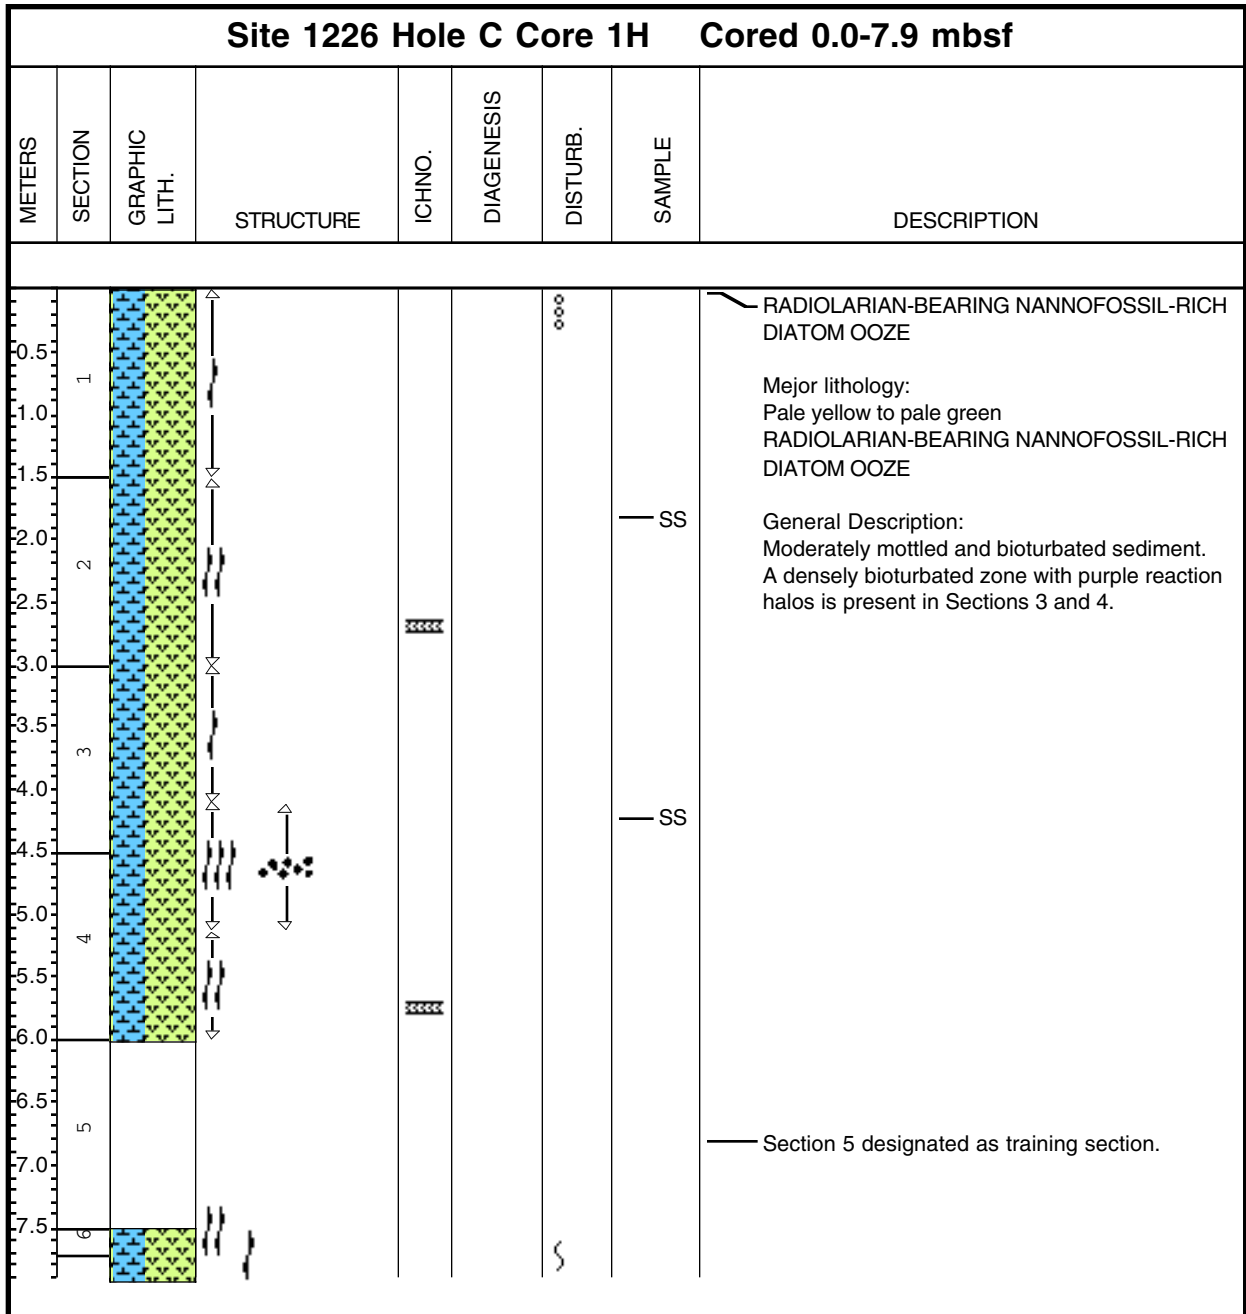 Site 1226 Hole C Core 1H Cored 0.0-7.9 mbsf
METERS
SECTION
GRAPHIC
LITH.
STRUCTURE
ICHNO.
DIAGENESIS
DISTURB.
SAMPLE
DESCRIPTION
RADIOLARIAN-BEARING NANNOFOSSIL-RICH
DIATOM OOZE
0.5
1
Mejor lithology:
1.0
Pale yellow to pale green
RADIOLARIAN-BEARING NANNOFOSSIL-RICH
DIATOM OOZE
1.5
SS
General Description:
2.0
Moderately mottled and bioturbated sediment.
2
A densely bioturbated zone with purple reaction
2.5
halos is present in Sections 3 and 4.
3.0
3.5
3
4.0
SS
4.5
5.0
4
5.5
6.0
6.5
5
Section 5 designated as training section.
7.0
7.5
6